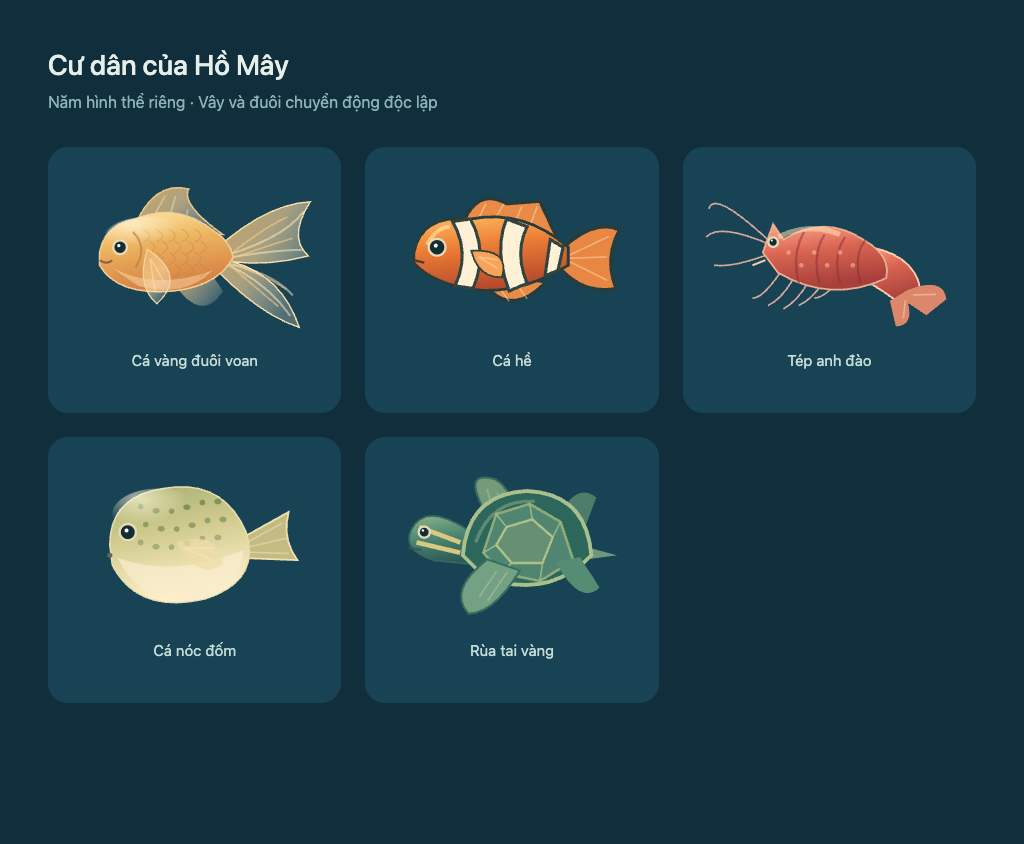 Cư dân của Hồ Mây
Năm hình thể riêng · Vây và đuôi chuyển động độc lập
Cá vàng đuôi voan
Cá hề
Tép anh đào
Cá nóc đốm
Rùa tai vàng